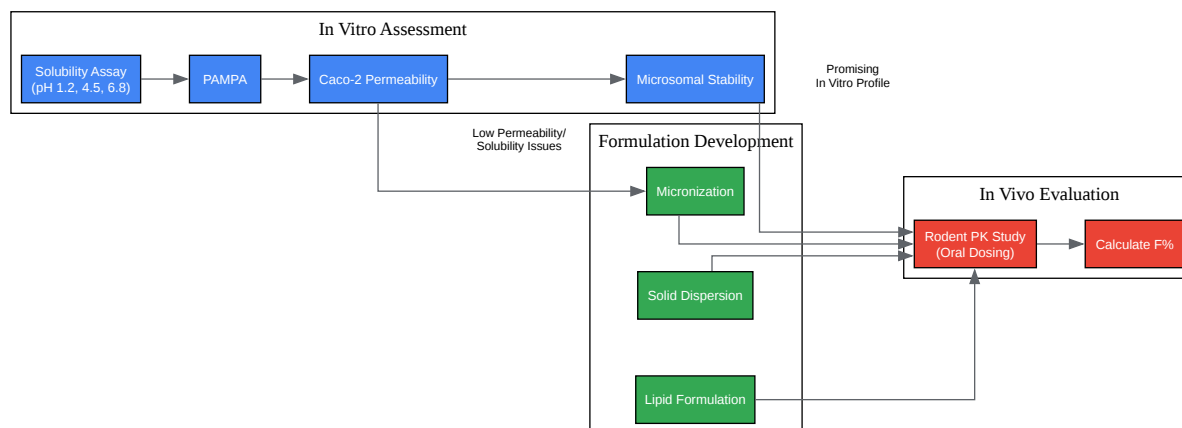 In Vitro Assessment
Solubility Assay
(pH 1.2, 4.5, 6.8)
PAMPA
Caco-2 Permeability
Microsomal Stability
Promising
In Vitro Profile
Low Permeability/
Solubility Issues
Formulation Development
Micronization
Solid Dispersion
Lipid Formulation
In Vivo Evaluation
Rodent PK Study
(Oral Dosing)
Calculate F%